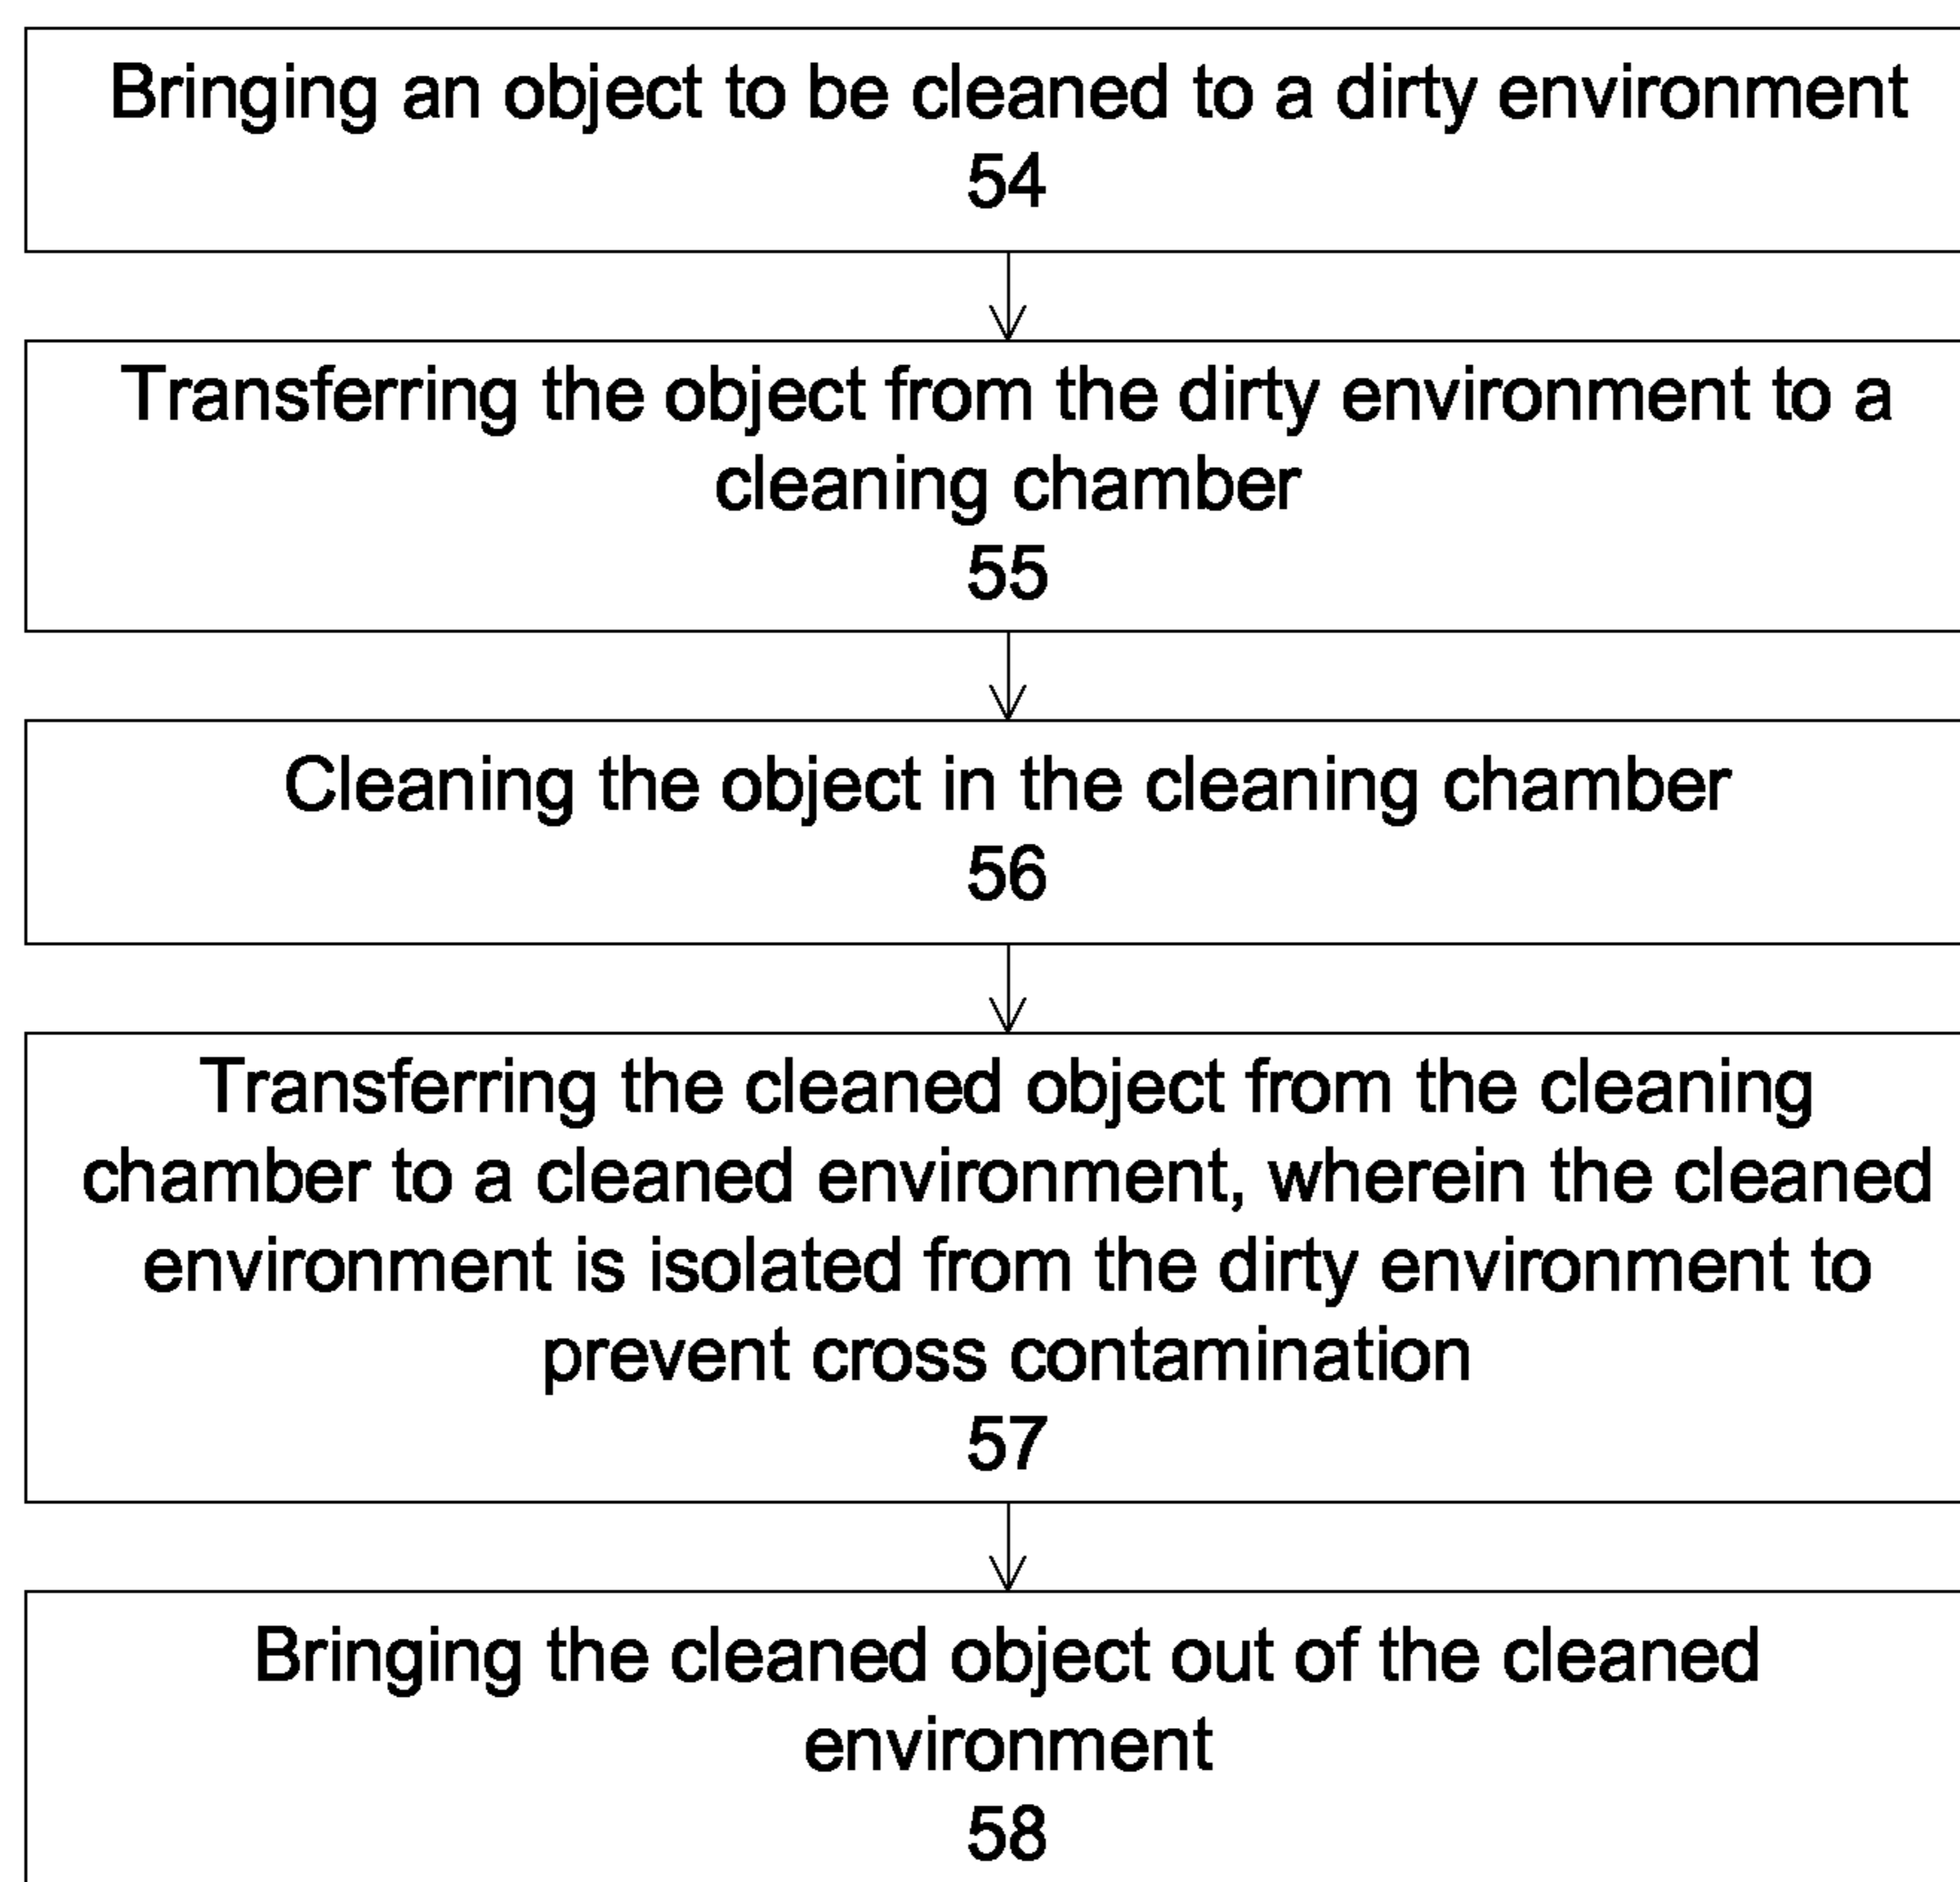 Bringing an object to be cleaned to a dirty environment
54
Transferring the object from the dirty environment to a
cleaning chamber
55
Cleaning the object in the cleaning chamber
56
Transferring the cleaned object from the cleaning
chamber to a cleaned environment, wherein the cleaned
environment is isolated from the dirty environment to
prevent cross contamination
57
Bringing the cleaned object out of the cleaned
environment
58